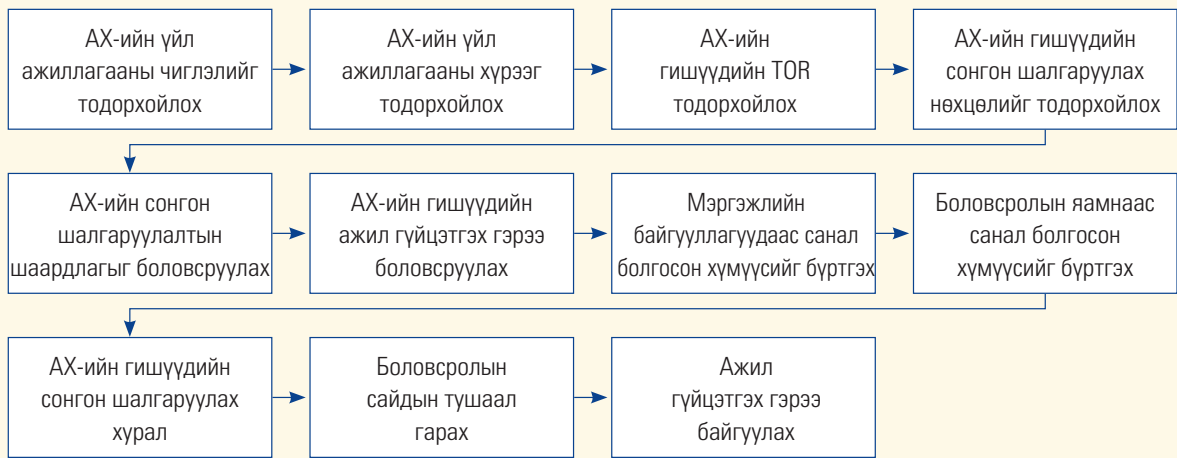 АХ-ийн үйл
ажиллагааны чиглэлийг
тодорхойлох
АХ-ийн үйл
ажиллагааны хүрээг
тодорхойлох
АХ-ийн
гишүүдийн TOR
тодорхойлох
АХ-ийн гишүүдийн
сонгон шалгаруулах
нөхцөлийг тодорхойлох
АХ-ийн сонгон
шалгаруулалтын
шаардлагыг боловсруулах
АХ-ийн гишүүдийн
ажил гүйцэтгэх гэрээ
боловсруулах
Мэргэжлийн
байгууллагуудаас санал
болгосон хүмүүсийг бүртгэх
Боловсролын яамнаас
санал болгосон
хүмүүсийг бүртгэх
АХ-ийн гишүүдийн
сонгон шалгаруулах
хурал
Боловсролын
сайдын тушаал
гарах
Ажил
гүйцэтгэх гэрээ
байгуулах